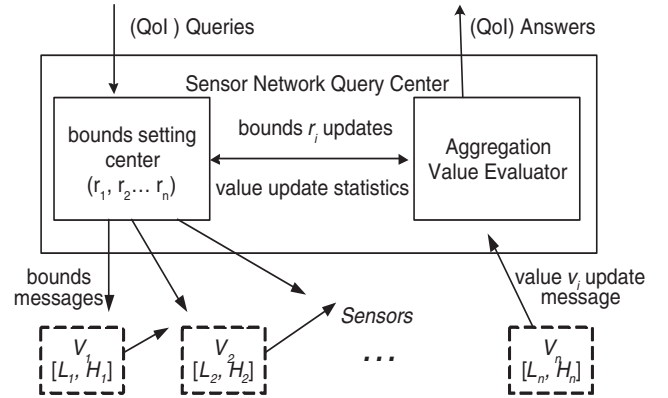 (QoI ) Queries
(QoI) Answers
Sensor Network Query Center
bounds setting
center
(r1, r2... rn)
bounds ri updates
value update statistics
Aggregation
Value Evaluator
bounds
messages
value vi update
message
Sensors
V1
[L1, H1]
V2
[L2, H2]
...
Vn
[Ln, Hn]